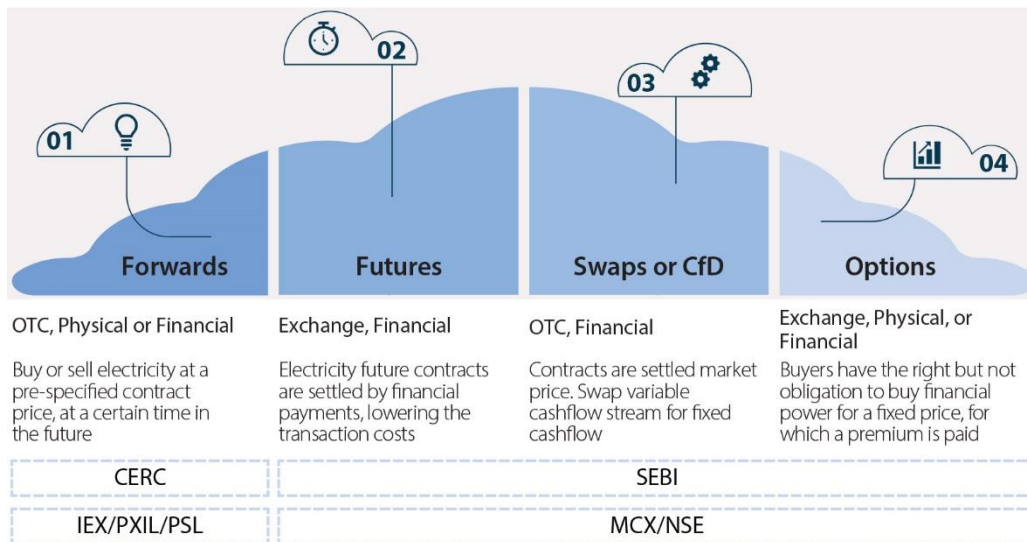 01
02
03
04
Forwards
Futures
Swaps or CfD
Options
OTC, Physical or Financial
Buy or sell electricity at a
pre-specified contract
price, at a certain time in
the future
Exchange, Financial
Electricity future contracts
are settled by financial
payments, lowering the
transaction costs
OTC, Financial
Contracts are settled market
price. Swap variable
cashflow stream for fixed
cashflow
Exchange, Physical, or
Financial
Buyers have the right but not
obligation to buy financial
power for a fixed price, for
which a premium is paid
CERC
SEBI
IEX/PXIL/PSL
MCX/NSE